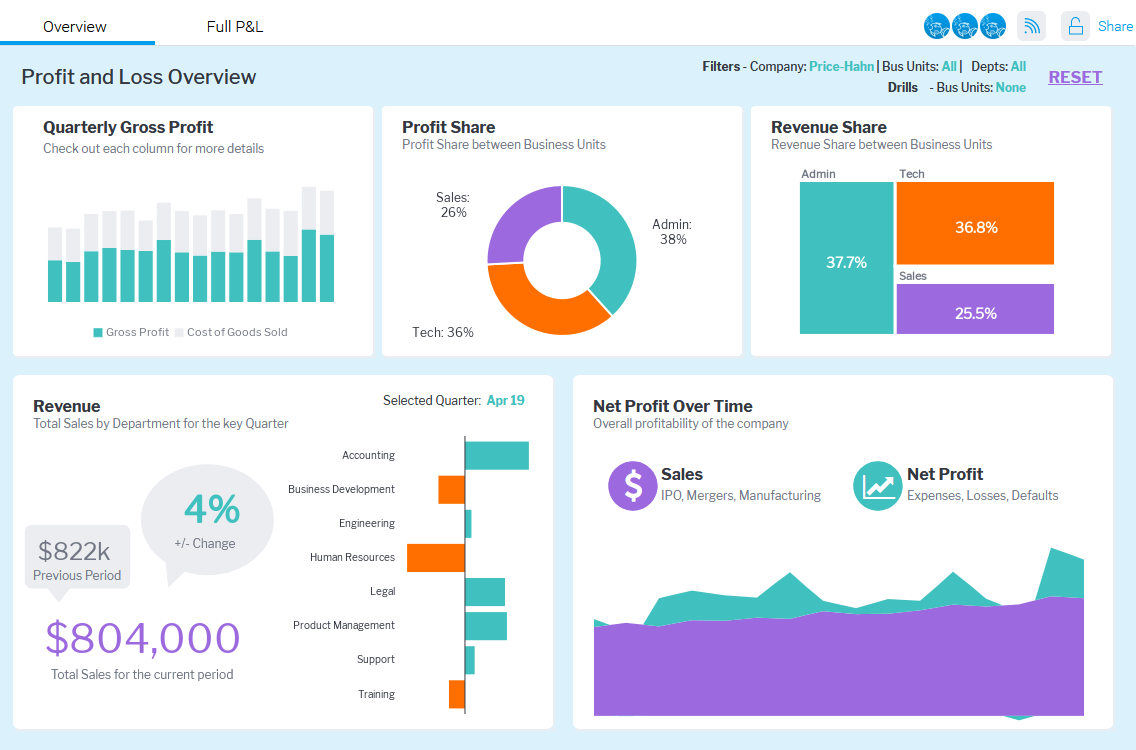 Overview
Full P&L
Share
Profit and Loss Overview
Filters - Company: Price-Hahn | Bus Units: All | Depts: All
Drills - Bus Units: None
RESET
Quarterly Gross Profit
Check out each column for more details
Gross Profit
Cost of Goods Sold
Profit Share
Profit Share between Business Units
Sales:
26%
Admin:
38%
Tech: 36%
Revenue Share
Revenue Share between Business Units
Admin
Tech
37.7%
36.8%
Sales
25.5%
Revenue
Total Sales by Department for the key Quarter
Selected Quarter: Apr 19
4%
+/- Change
$822k
Previous Period
$804,000
Total Sales for the current period
Accounting
Business Development
Engineering
Human Resources
Legal
Product Management
Support
Training
Net Profit Over Time
Overall profitability of the company
$
Sales
IPO, Mergers, Manufacturing
Net Profit
Expenses, Losses, Defaults